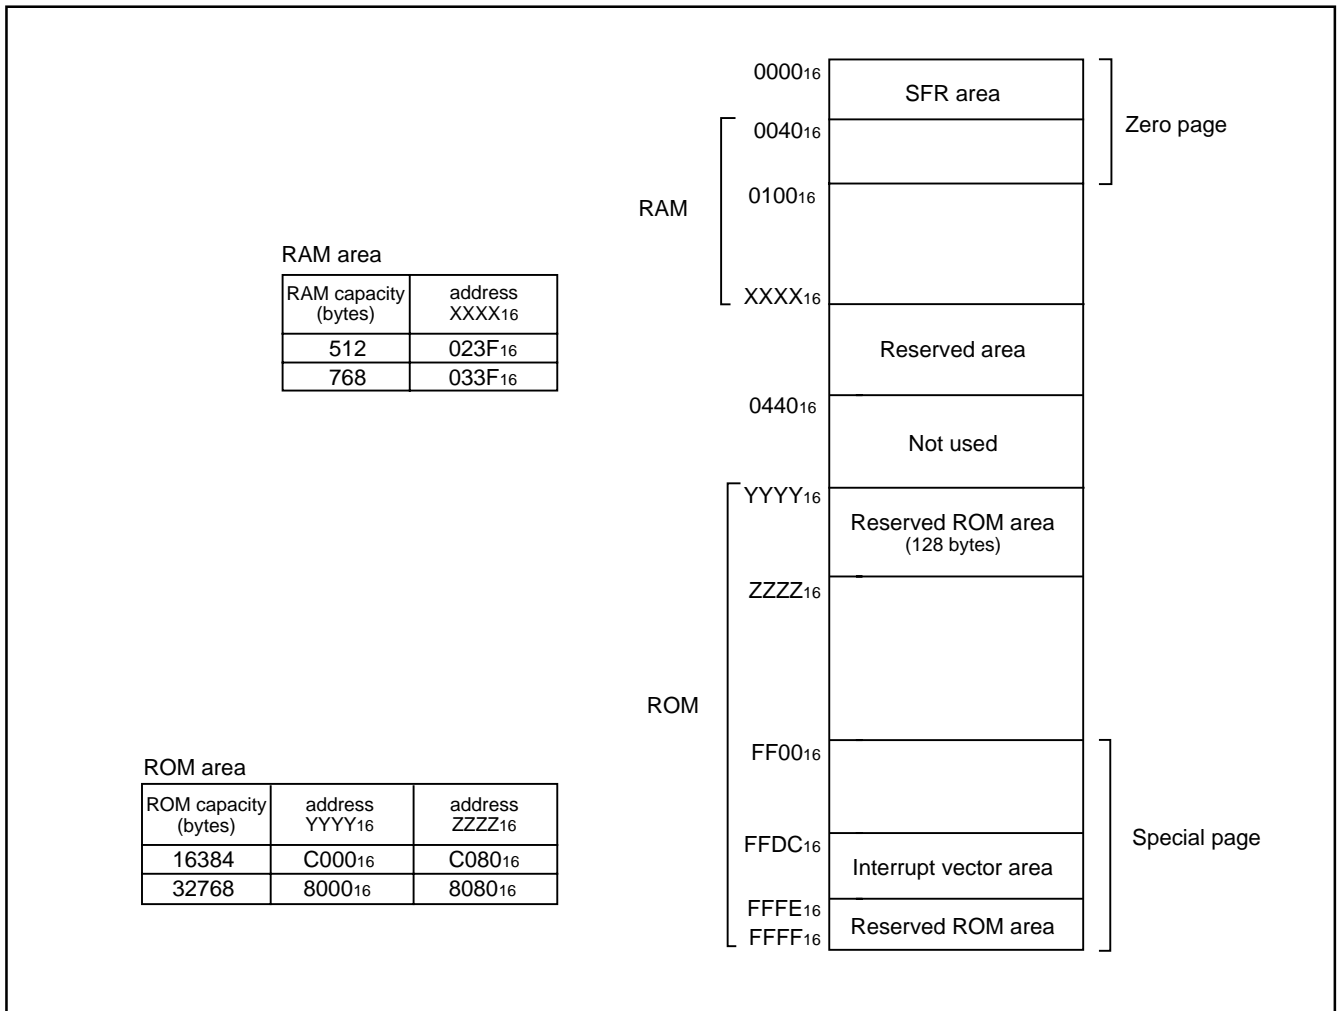 000016
SFR area
Zero page
004016
010016
RAM
XXXX16
RAM area
RAM capacity
(bytes)
address
XXXX16
512
023F16
768
033F16
Reserved area
044016
Not used
YYYY16
Reserved ROM area
(128 bytes)
ZZZZ16
ROM
FF0016
ROM area
ROM capacity
(bytes)
address
YYYY16
address
ZZZZ16
16384
C00016
C08016
32768
800016
808016
Special page
FFDC16
Interrupt vector area
FFFE16
Reserved ROM area
FFFF16